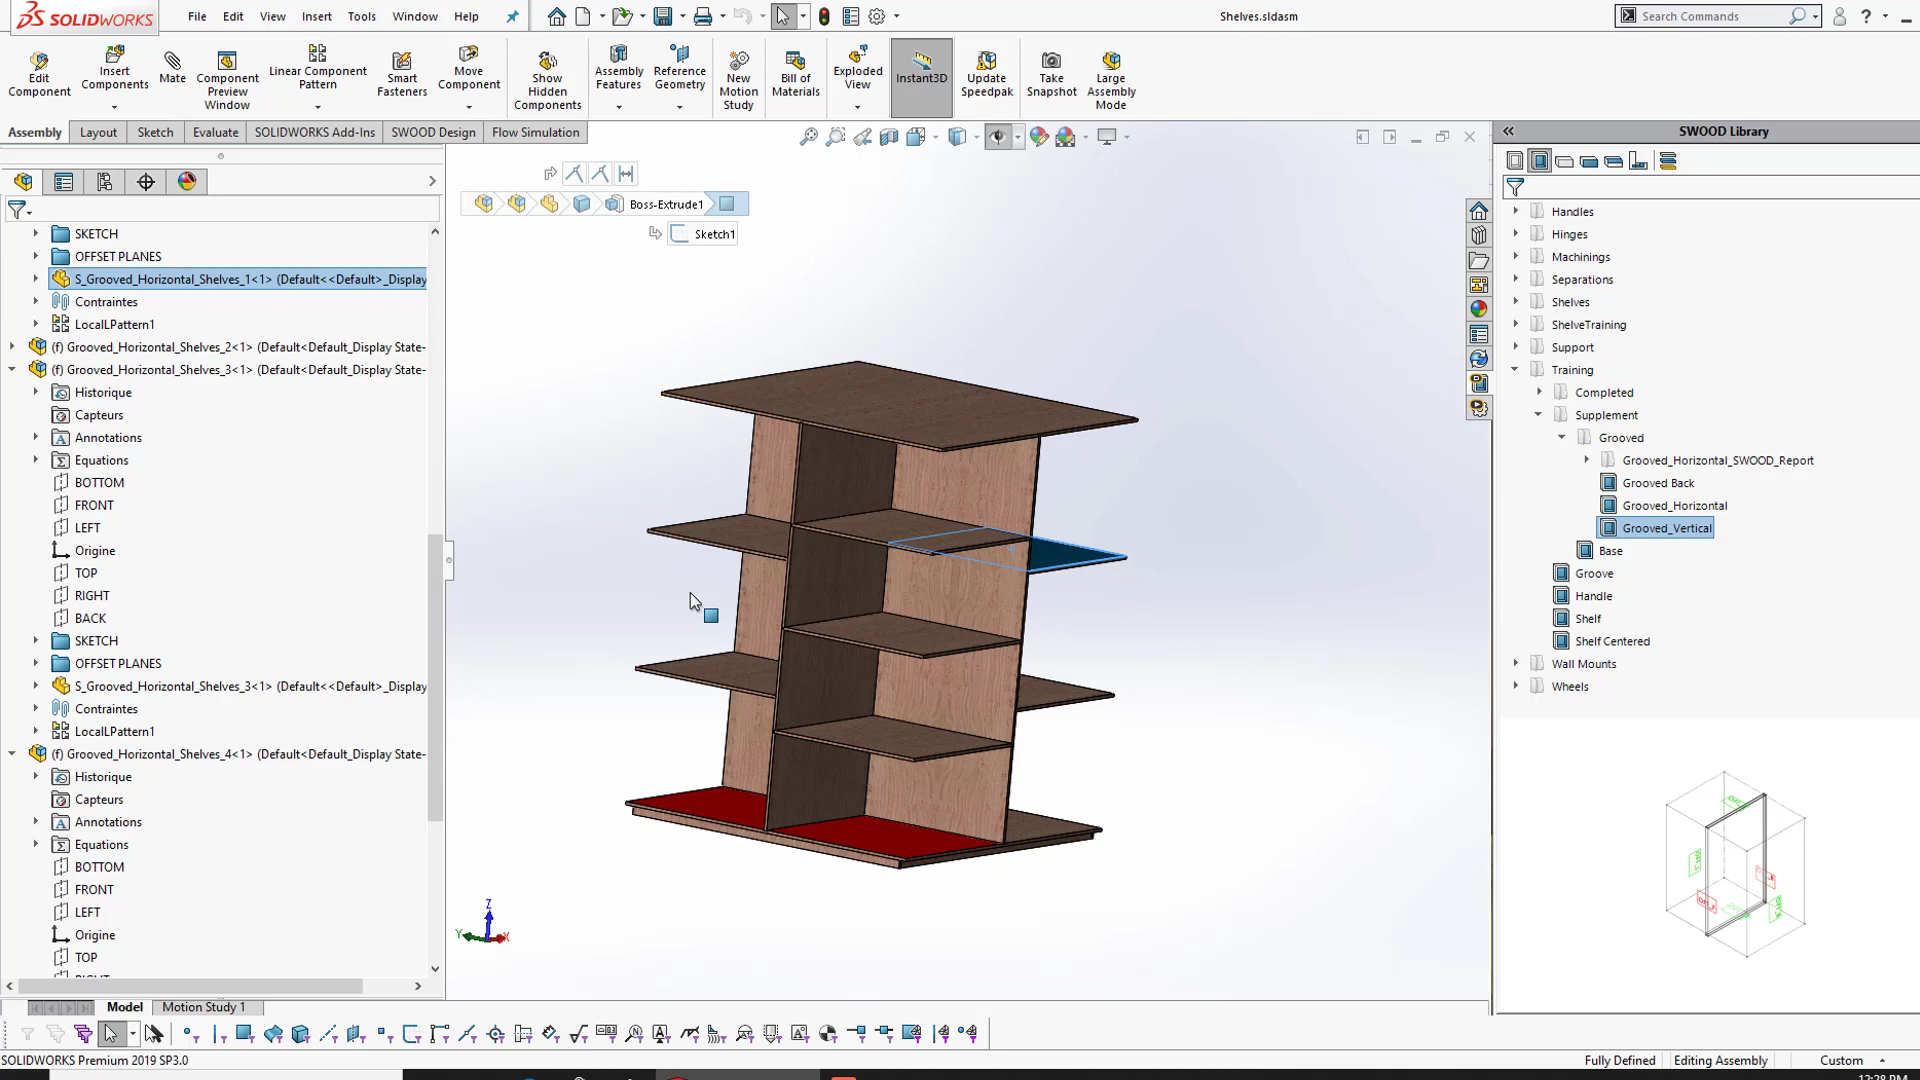 SOLIDWORKS
File Edit View Insert Tools Window Help
Shelves.sldasm
Search Commands
Edit Component
Insert Components
Mate
Component Preview Window
Linear Component Pattern
Smart Fasteners
Move Component
Show Hidden Components
Assembly Features
Reference Geometry
New Motion Study
Bill of Materials
Exploded View
Instant3D
Update Speedpak
Take Snapshot
Large Assembly Mode
Assembly Layout Sketch Evaluate SOLIDWORKS Add-Ins SWOOD Design Flow Simulation
SKETCH
OFFSET PLANES
S_Grooved_Horizontal_Shelves_1<1> (Default<<Default>_Display
Contraintes
LocalLPattern1
(f) Grooved_Horizontal_Shelves_2<1> (Default<Default_Display State-
(f) Grooved_Horizontal_Shelves_3<1> (Default<Default_Display State-
Historique
Capteurs
Annotations
Equations
BOTTOM
FRONT
LEFT
Origine
TOP
RIGHT
BACK
SKETCH
OFFSET PLANES
S_Grooved_Horizontal_Shelves_3<1> (Default<<Default>_Display
Contraintes
LocalLPattern1
(f) Grooved_Horizontal_Shelves_4<1> (Default<Default_Display State-
Historique
Capteurs
Annotations
Equations
BOTTOM
FRONT
LEFT
Origine
TOP
Boss-Extrude1
Sketch1
Z
Y
X
SWOOD Library
Handles
Hinges
Machinings
Separations
Shelves
ShelveTraining
Support
Training
Completed
Supplement
Grooved
Grooved_Horizontal_SWOOD_Report
Grooved Back
Grooved_Horizontal
Grooved_Vertical
Base
Groove
Handle
Shelf
Shelf Centered
Wall Mounts
Wheels
Model Motion Study 1
SOLIDWORKS Premium 2019 SP3.0
Fully Defined Editing Assembly Custom
12:28 PM